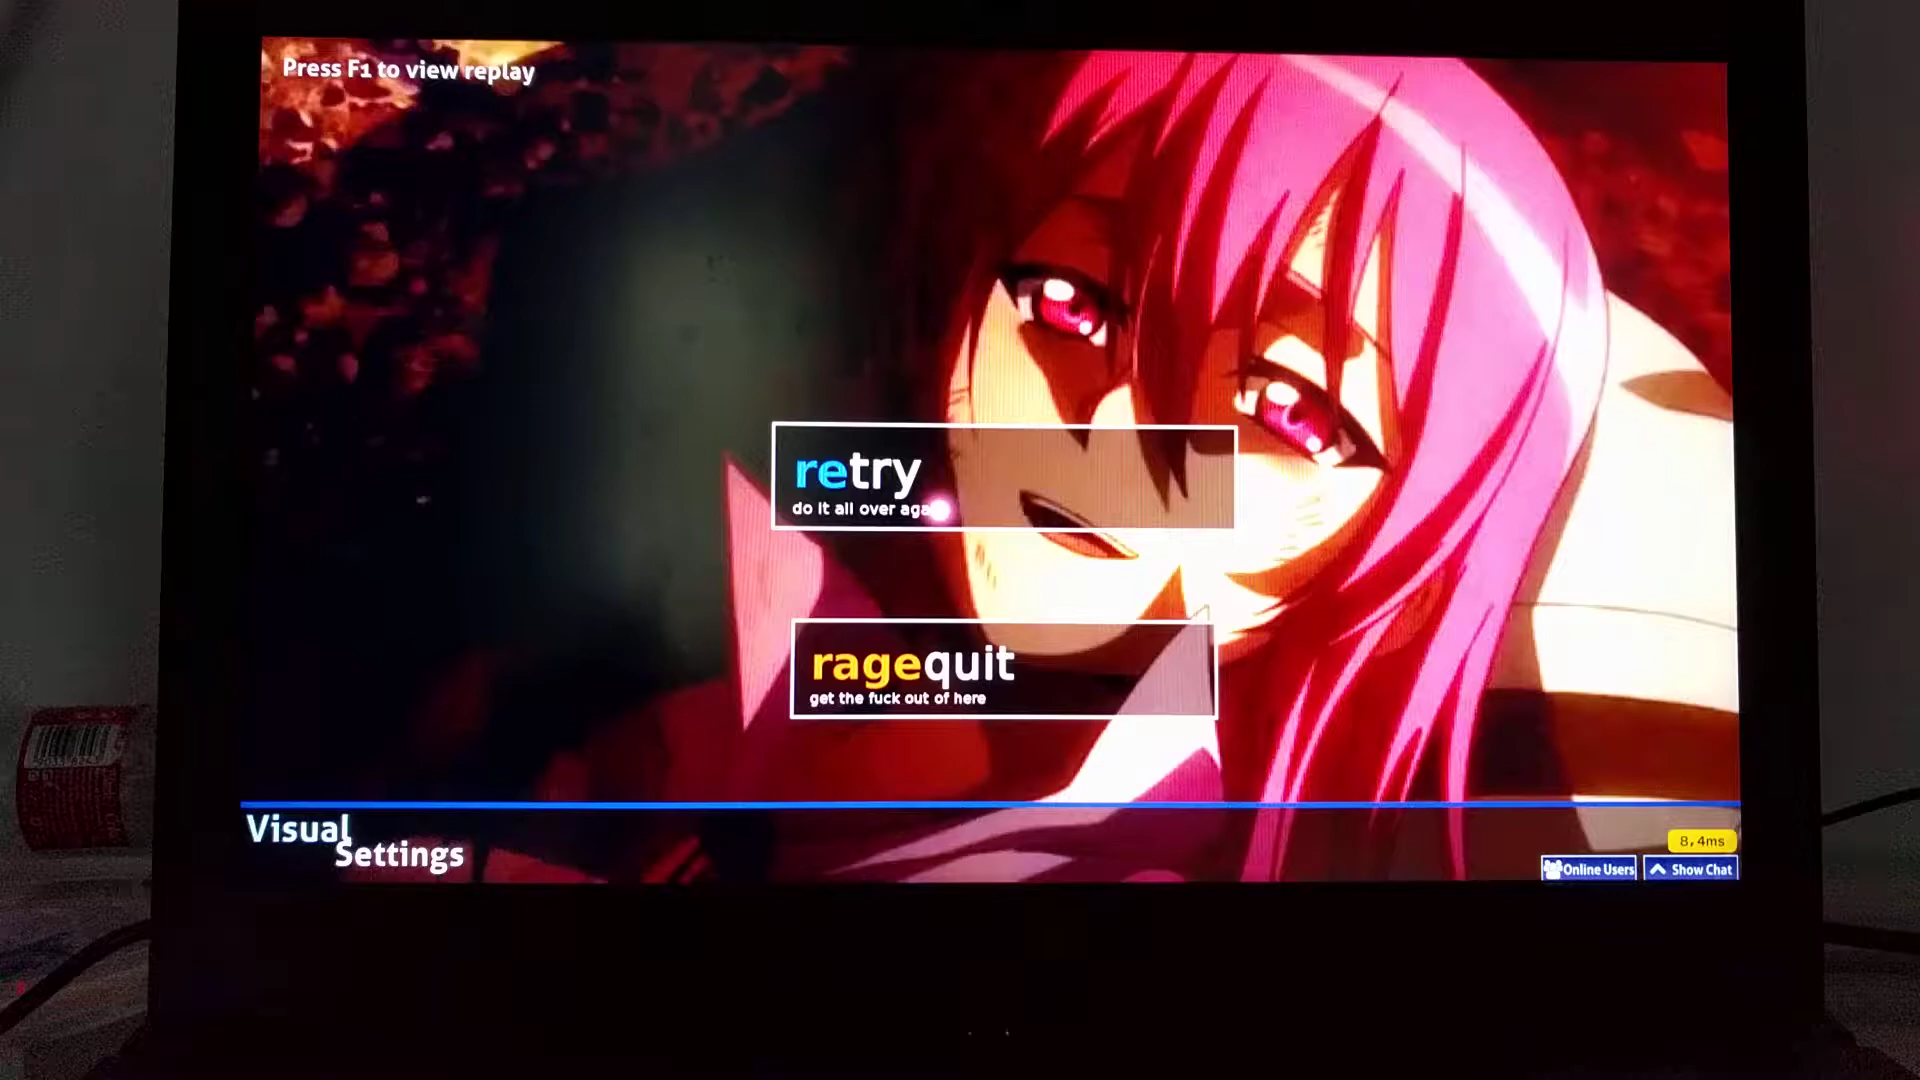 Press F1 to view replay
retry
do it all over aga
ragequit
get the fuck out of here
Visual
Settings
8,4ms
Online Users
Show Chat